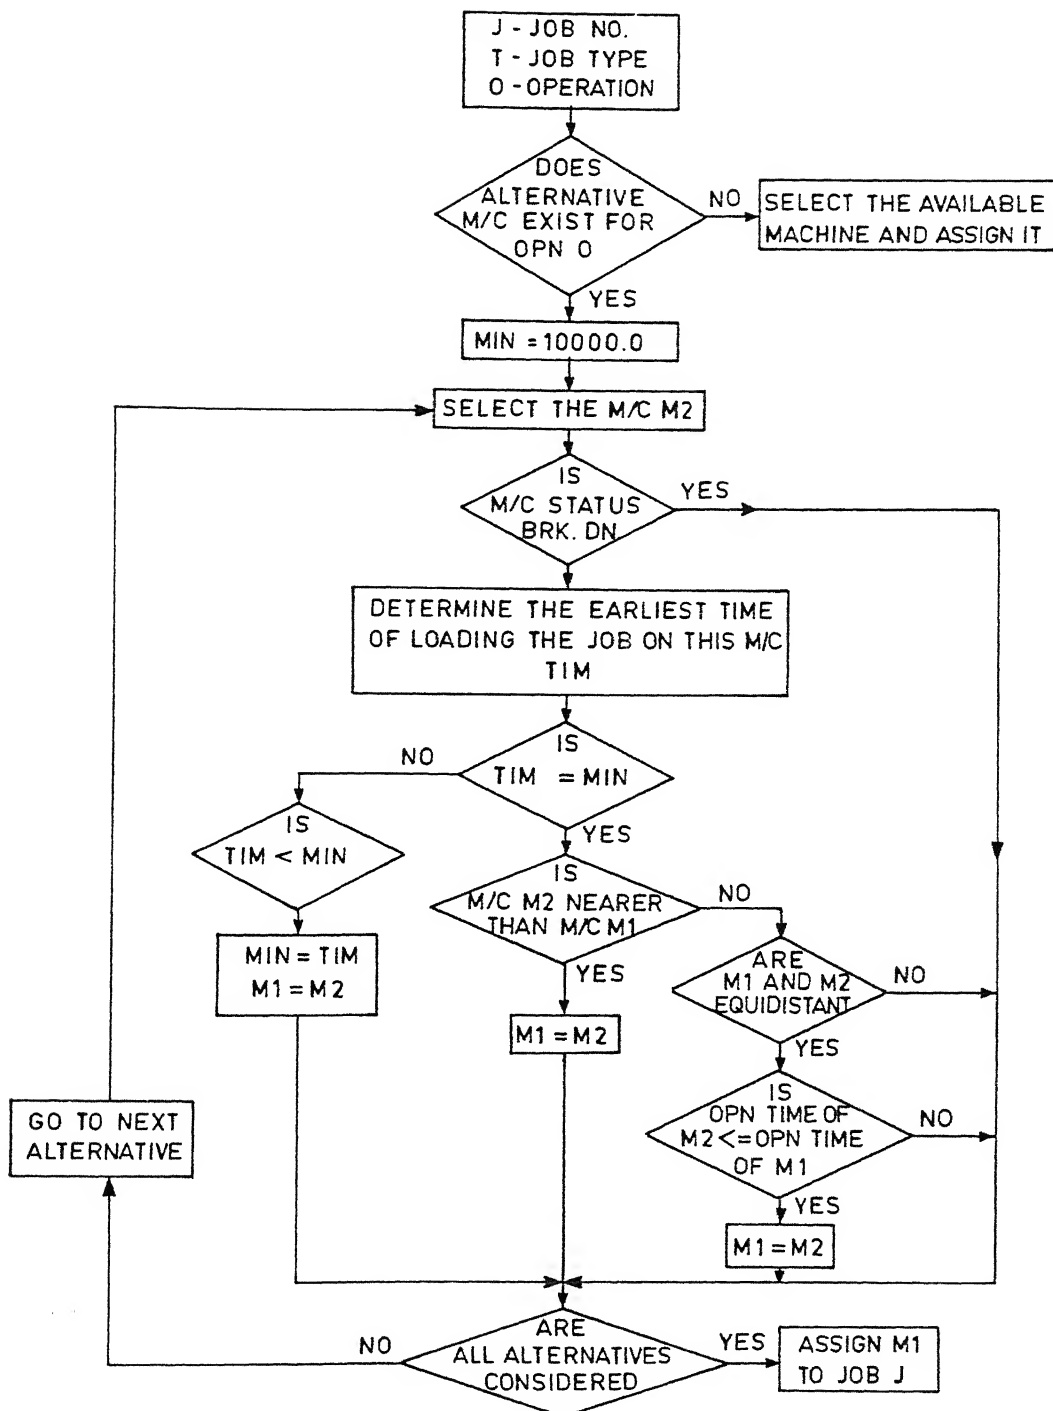 J - JOB NO.
T - JOB TYPE
O - OPERATION
DOES
ALTERNATIVE
M/C EXIST FOR
OPN O
NO
SELECT THE AVAILABLE
MACHINE AND ASSIGN IT
YES
MIN = 10000.0
SELECT THE M/C M2
IS
M/C STATUS
BRK. DN
YES
DETERMINE THE EARLIEST TIME
OF LOADING THE JOB ON THIS M/C
TIM
IS
TIM = MIN
NO
YES
IS
TIM < MIN
IS
M/C M2 NEARER
THAN M/C M1
NO
YES
MIN = TIM
M1 = M2
ARE
M1 AND M2
EQUIDISTANT
NO
YES
M1 = M2
IS
OPN TIME OF
M2 <= OPN TIME
OF M1
NO
YES
M1 = M2
GO TO NEXT
ALTERNATIVE
ARE
ALL ALTERNATIVES
CONSIDERED
NO
YES
ASSIGN M1
TO JOB J